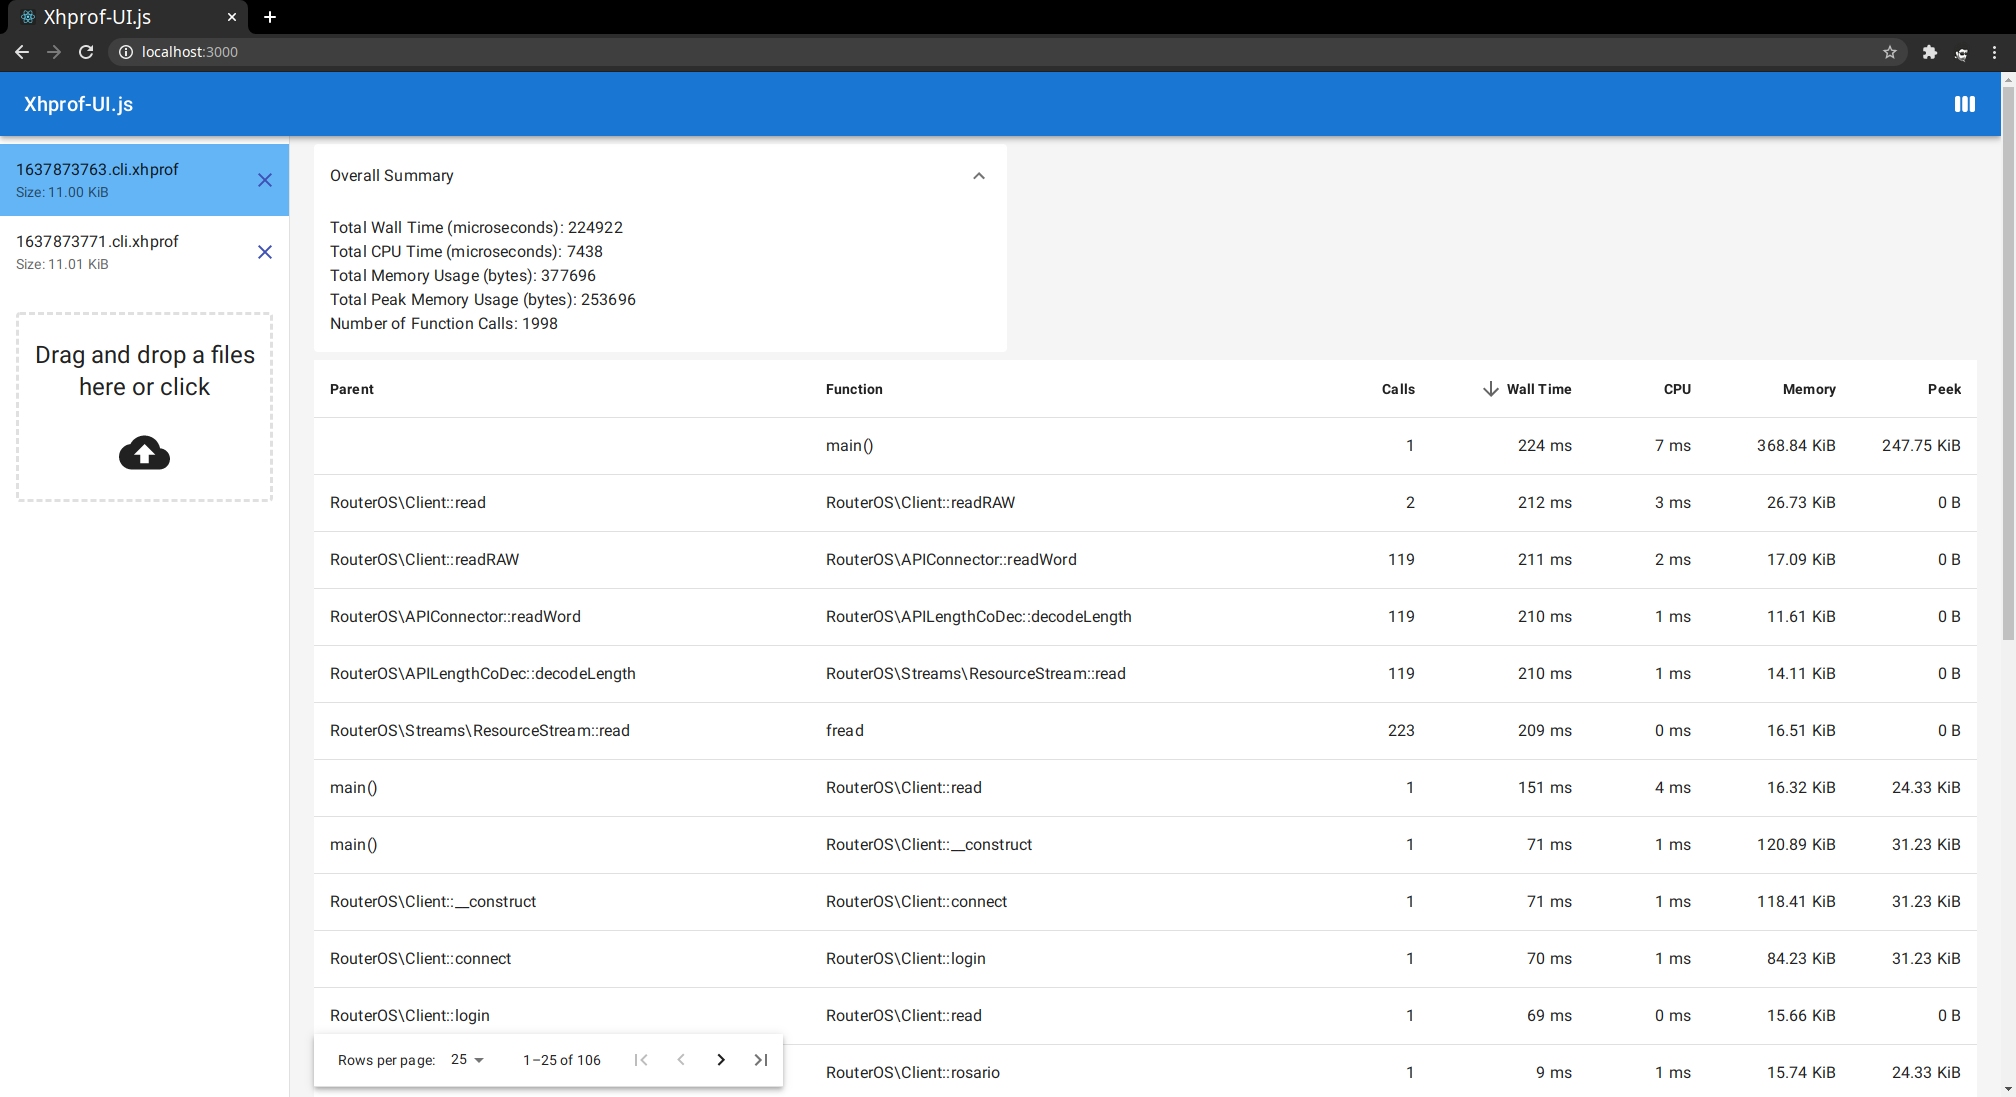 Xhprof-UI.js
localhost:3000
Xhprof-UI.js
1637873763.cli.xhprof
Size: 11.00 KiB
1637873771.cli.xhprof
Size: 11.01 KiB
Drag and drop a files
here or click
Overall Summary
Total Wall Time (microseconds): 224922
Total CPU Time (microseconds): 7438
Total Memory Usage (bytes): 377696
Total Peak Memory Usage (bytes): 253696
Number of Function Calls: 1998
Parent Function Calls Wall Time CPU Memory Peek
main() 1 224 ms 7 ms 368.84 KiB 247.75 KiB
RouterOS\Client::read RouterOS\Client::readRAW 2 212 ms 3 ms 26.73 KiB 0 B
RouterOS\Client::readRAW RouterOS\APIConnector::readWord 119 211 ms 2 ms 17.09 KiB 0 B
RouterOS\APIConnector::readWord RouterOS\APILengthCoDec::decodeLength 119 210 ms 1 ms 11.61 KiB 0 B
RouterOS\APILengthCoDec::decodeLength RouterOS\Streams\ResourceStream::read 119 210 ms 1 ms 14.11 KiB 0 B
RouterOS\Streams\ResourceStream::read fread 223 209 ms 0 ms 16.51 KiB 0 B
main() RouterOS\Client::read 1 151 ms 4 ms 16.32 KiB 24.33 KiB
main() RouterOS\Client::__construct 1 71 ms 1 ms 120.89 KiB 31.23 KiB
RouterOS\Client::__construct RouterOS\Client::connect 1 71 ms 1 ms 118.41 KiB 31.23 KiB
RouterOS\Client::connect RouterOS\Client::login 1 70 ms 1 ms 84.23 KiB 31.23 KiB
RouterOS\Client::login RouterOS\Client::read 1 69 ms 0 ms 15.66 KiB 0 B
RouterOS\Client::rosario 1 9 ms 1 ms 15.74 KiB 24.33 KiB
Rows per page: 25 1–25 of 106